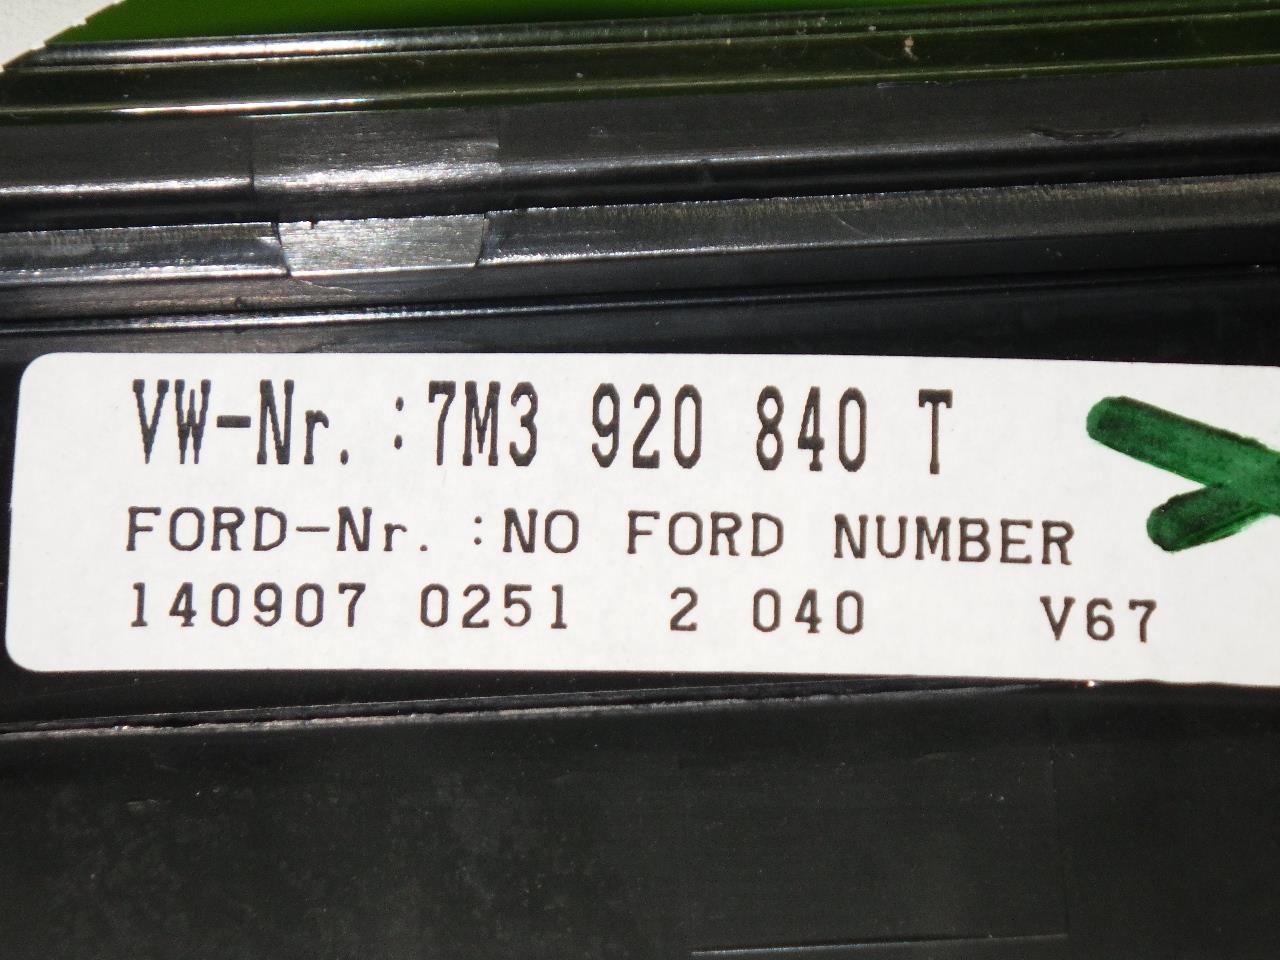 VW-Nr. :7M3 920 840 T
FORD-Nr. :NO FORD NUMBER
140907 0251 2 040 V67